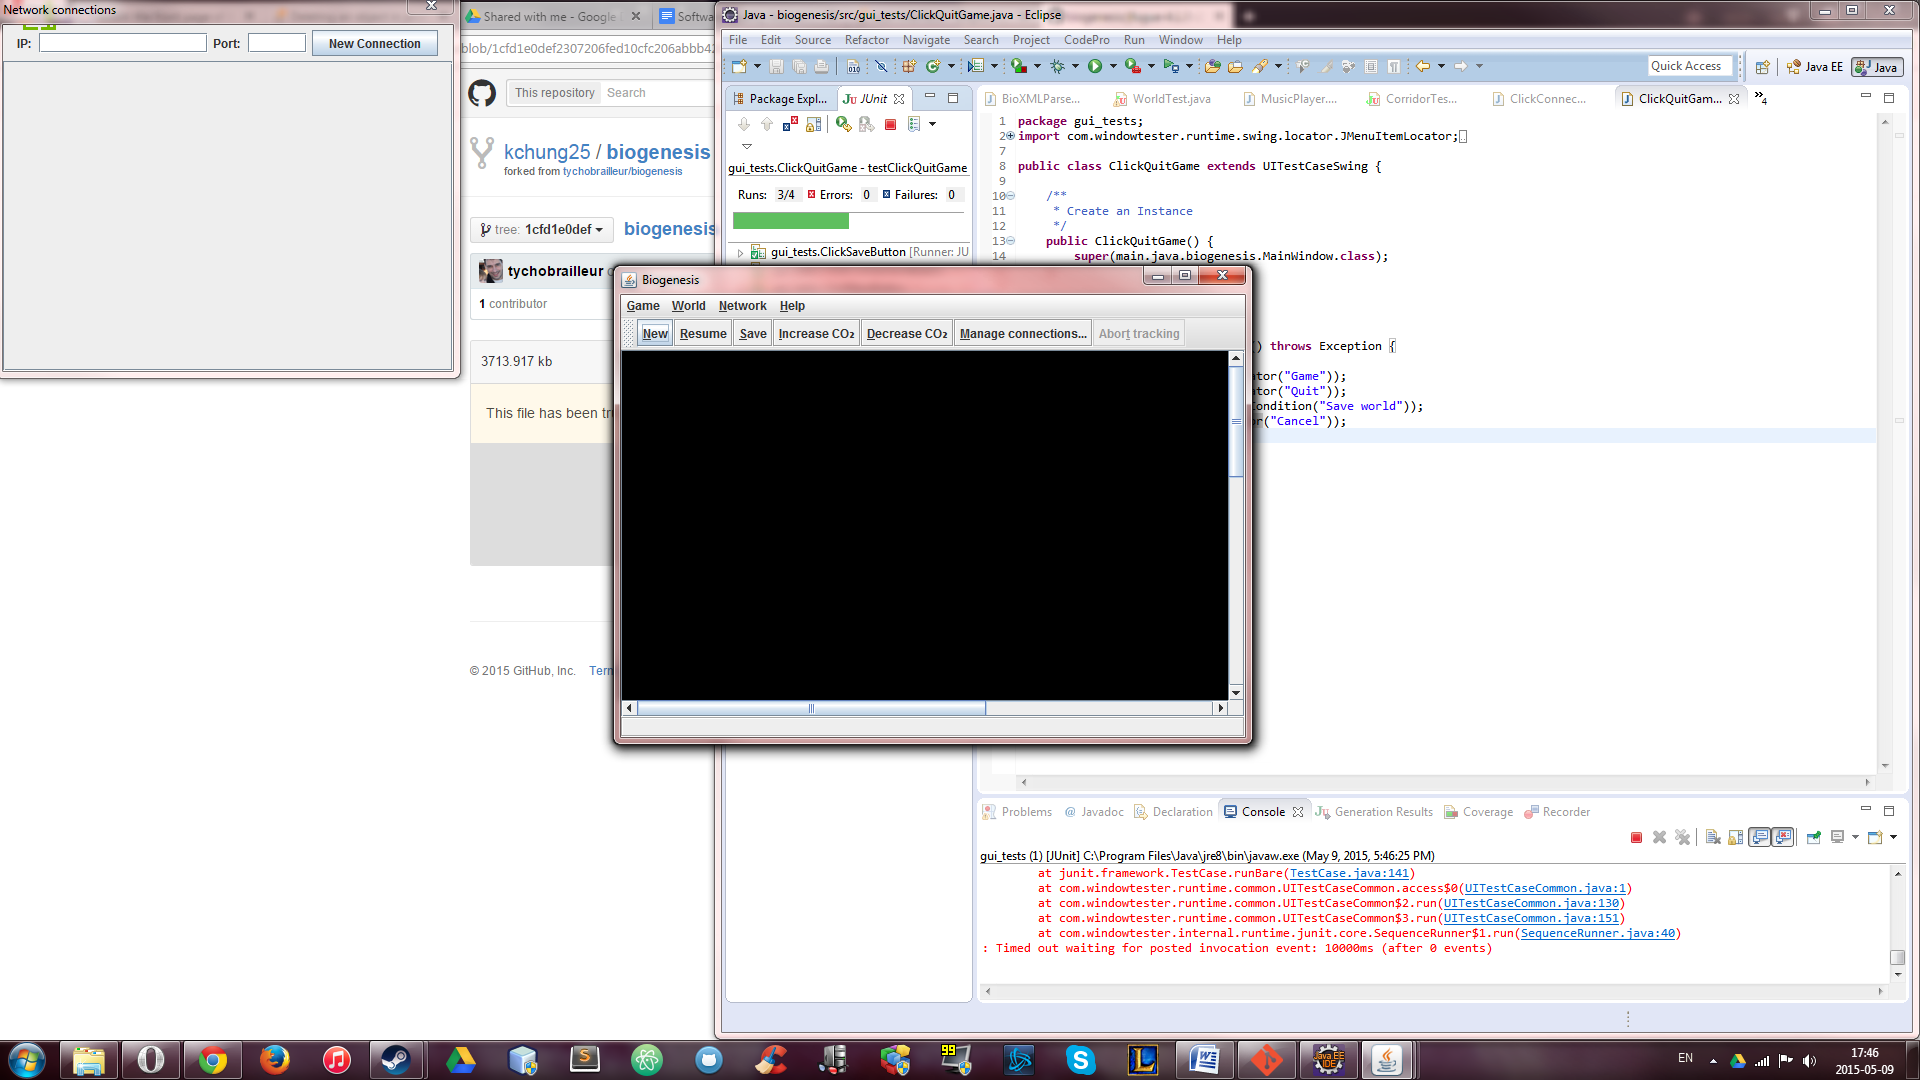 Network connections
IP:
Port:
New Connection
Shared with me - Google
Softwa
blob/1cfd1e0def2307206fed10cfc206abbb42
This repository
Search
kchung25 / biogenesis
forked from tychobrailleur/biogenesis
tree: 1cfd1e0def
biogenesis
tychobrailleur
1 contributor
3713.917 kb
This file has been tr
© 2015 GitHub, Inc. Term
Java - biogenesis/src/gui_tests/ClickQuitGame.java - Eclipse
File Edit Source Refactor Navigate Search Project CodePro Run Window Help
Quick Access
Java EE
Java
Package Expl...
JUnit
gui_tests.ClickQuitGame - testClickQuitGame
Runs: 3/4 Errors: 0 Failures: 0
gui_tests.ClickSaveButton [Runner: JU
BioXMLParse... WorldTest.java MusicPlayer.... CorridorTes... ClickConnec... ClickQuitGam... 4
1 package gui_tests;
2 import com.windowtester.runtime.swing.locator.JMenuItemLocator;
7
8 public class ClickQuitGame extends UITestCaseSwing {
9
10 /**
11 * Create an Instance
12 */
13 public ClickQuitGame() {
14 super(main.java.biogenesis.MainWindow.class);
) throws Exception {
tor("Game"));
tor("Quit"));
ondition("Save world"));
r("Cancel"));
Biogenesis
Game World Network Help
New Resume Save Increase CO₂ Decrease CO₂ Manage connections... Abort tracking
Problems Javadoc Declaration Console Generation Results Coverage Recorder
gui_tests (1) [JUnit] C:\Program Files\Java\jre8\bin\javaw.exe (May 9, 2015, 5:46:25 PM)
at junit.framework.TestCase.runBare(TestCase.java:141)
at com.windowtester.runtime.common.UITestCaseCommon.access$0(UITestCaseCommon.java:1)
at com.windowtester.runtime.common.UITestCaseCommon$2.run(UITestCaseCommon.java:130)
at com.windowtester.runtime.common.UITestCaseCommon$3.run(UITestCaseCommon.java:151)
at com.windowtester.internal.runtime.junit.core.SequenceRunner$1.run(SequenceRunner.java:40)
: Timed out waiting for posted invocation event: 10000ms (after 0 events)
99
Java EE
IDE
EN
17:46
2015-05-09